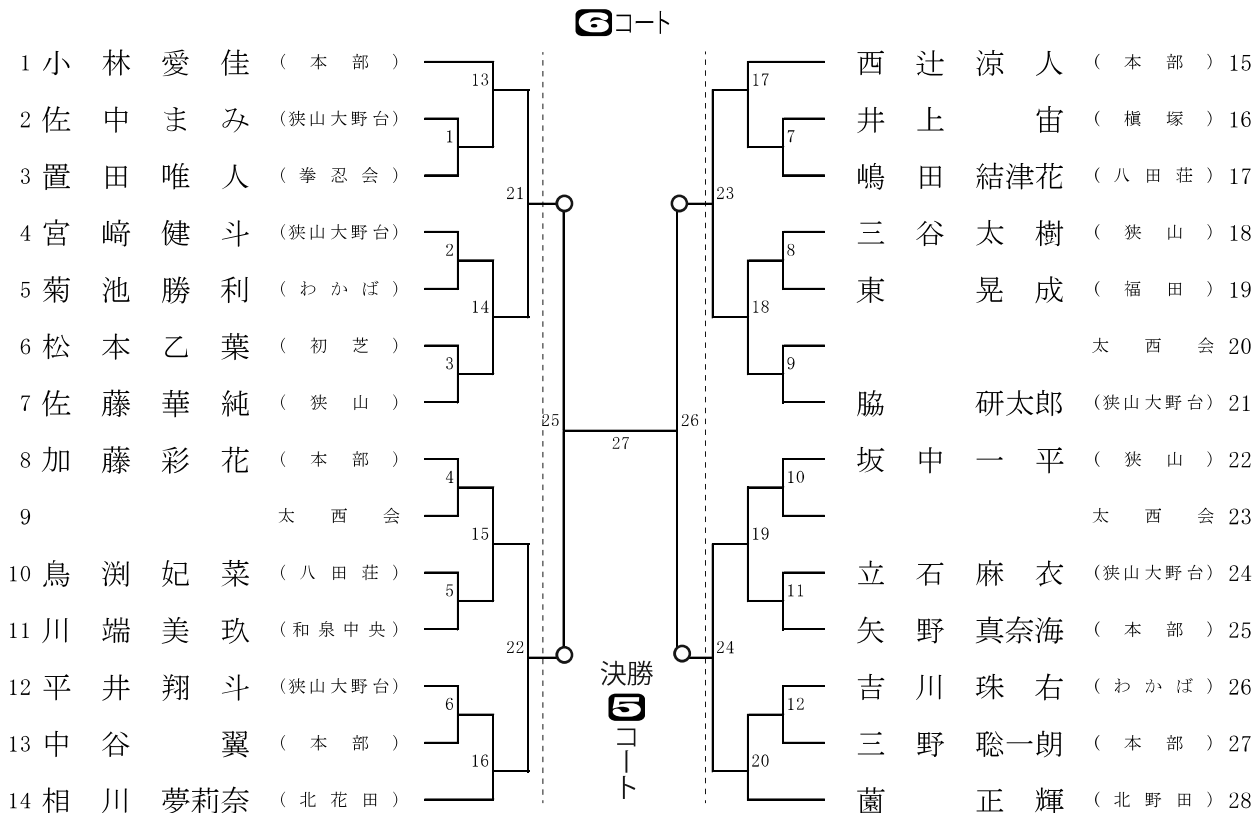 6コート
1 小林愛佳 (本部)
2 佐中まみ (狭山大野台)
3 置田唯人 (拳忍会)
4 宮﨑健斗 (狭山大野台)
5 菊池勝利 (わかば)
6 松本乙葉 (初芝)
7 佐藤華純 (狭山)
8 加藤彩花 (本部)
9 太西会
10 鳥渕妃菜 (八田荘)
11 川端美玖 (和泉中央)
12 平井翔斗 (狭山大野台)
13 中谷翼 (本部)
14 相川夢莉奈 (北花田)
13
1
21
2
14
3
25
4
15
5
22
6
16
27
決勝
5コート
17
7
23
8
18
9
26
10
19
11
24
12
20
西辻涼人 (本部) 15
井上宙 (槇塚) 16
嶋田結津花 (八田荘) 17
三谷太樹 (狭山) 18
東晃成 (福田) 19
太西会 20
脇研太郎 (狭山大野台) 21
坂中一平 (狭山) 22
太西会 23
立石麻衣 (狭山大野台) 24
矢野真奈海 (本部) 25
吉川珠右 (わかば) 26
三野聡一朗 (本部) 27
薗正輝 (北野田) 28